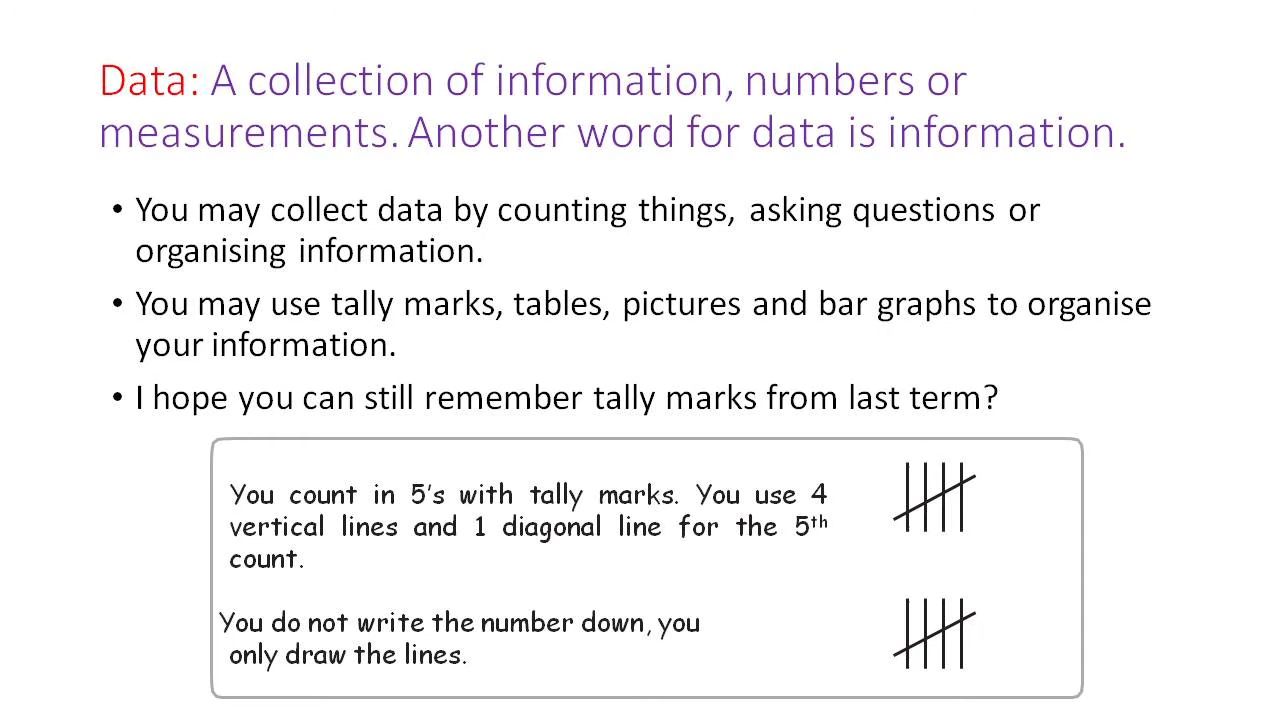 Data: A collection of information, numbers or
measurements. Another word for data is information.
• You may collect data by counting things, asking questions or
organising information.
• You may use tally marks, tables, pictures and bar graphs to organise
your information.
• I hope you can still remember tally marks from last term?
You count in 5's with tally marks. You use 4
vertical lines and 1 diagonal line for the 5th
count.
You do not write the number down, you
only draw the lines.